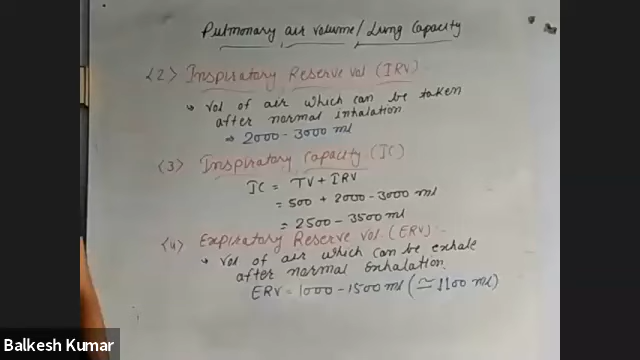 Pulmonary air volume/Lung Capacity
(2) Inspiratory Reserve vol (IRV)
↳ Vol of air which can be taken
after normal inhalation
⇒ 2000 - 3000 ml
(3) Inspiratory Capacity (IC)
IC = TV + IRV
= 500 + 2000 - 3000 ml
= 2500 - 3500 ml
(4) Expiratory Reserve Vol. (ERV) -
↳ Vol of air which can be exhale
after normal exhalation.
ERV = 1000 - 1500 ml (≅ 1100 ml)
Balkesh Kumar